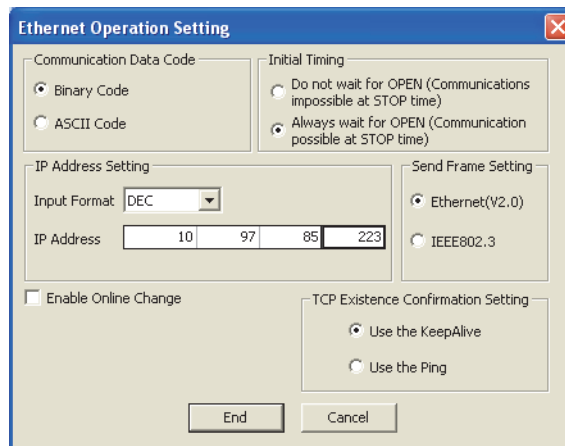 Ethernet Operation Setting
Communication Data Code
Binary Code
ASCII Code
Initial Timing
Do not wait for OPEN (Communications
impossible at STOP time)
Always wait for OPEN (Communication
possible at STOP time)
IP Address Setting
Input Format DEC
IP Address 10 97 85 223
Send Frame Setting
Ethernet(V2.0)
IEEE802.3
Enable Online Change
TCP Existence Confirmation Setting
Use the KeepAlive
Use the Ping
End Cancel